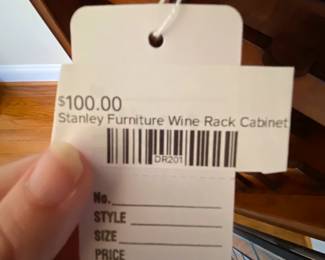 $100.00
Stanley Furniture Wine Rack Cabinet
DR201
No.
STYLE
SIZE
PRICE